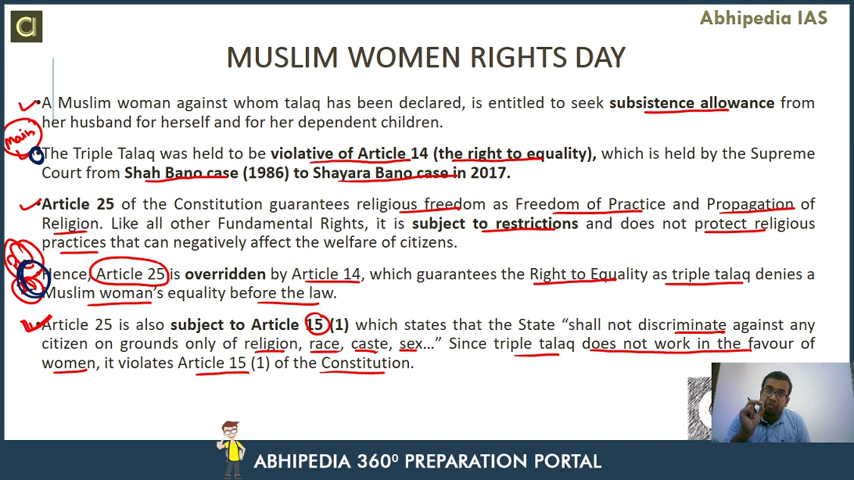 Abhipedia IAS
a
MUSLIM WOMEN RIGHTS DAY
•A Muslim woman against whom talaq has been declared, is entitled to seek subsistence allowance from
her husband for herself and for her dependent children.
main
The Triple Talaq was held to be violative of Article 14 (the right to equality), which is held by the Supreme
Court from Shah Bano case (1986) to Shayara Bano case in 2017.
•Article 25 of the Constitution guarantees religious freedom as Freedom of Practice and Propagation of
Religion. Like all other Fundamental Rights, it is subject to restrictions and does not protect religious
practices that can negatively affect the welfare of citizens.
Hence, Article 25 is overridden by Article 14, which guarantees the Right to Equality as triple talaq denies a
Muslim woman's equality before the law.
Article 25 is also subject to Article 15 (1) which states that the State “shall not discriminate against any
citizen on grounds only of religion, race, caste, sex...” Since triple talaq does not work in the favour of
women, it violates Article 15 (1) of the Constitution.
ABHIPEDIA 360⁰ PREPARATION PORTAL